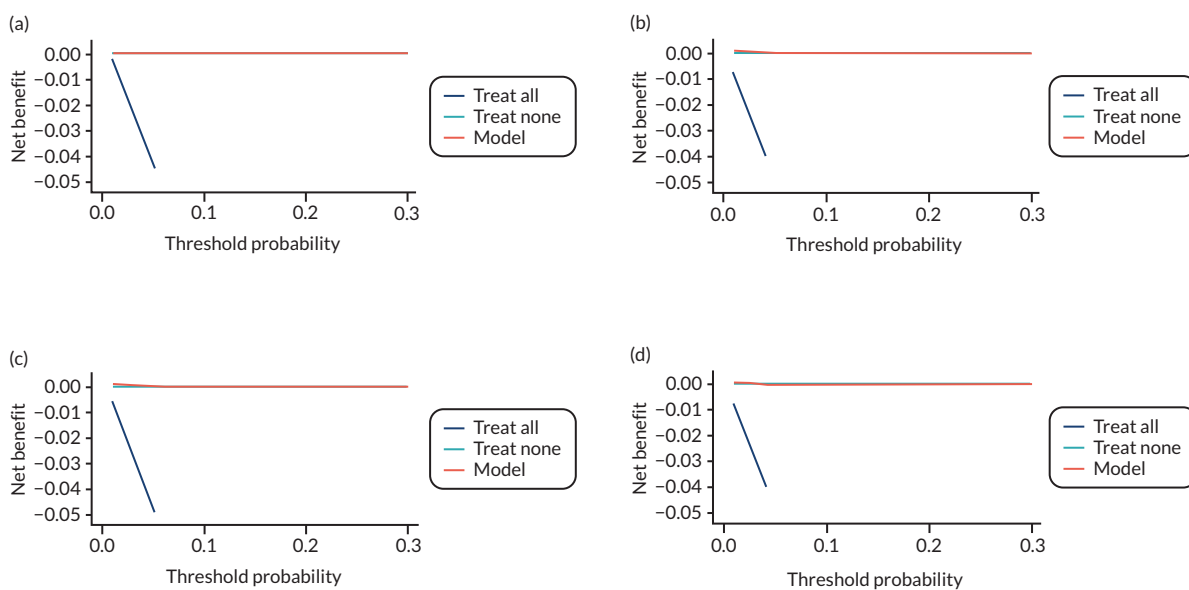 (a)
0.00
−0.01
−0.02
−0.03
−0.04
−0.05
Net benefit
0.0
0.1
0.2
0.3
Threshold probability
Treat all
Treat none
Model
(b)
0.00
−0.01
−0.02
−0.03
−0.04
−0.05
Net benefit
0.0
0.1
0.2
0.3
Threshold probability
Treat all
Treat none
Model
(c)
0.00
−0.01
−0.02
−0.03
−0.04
−0.05
Net benefit
0.0
0.1
0.2
0.3
Threshold probability
Treat all
Treat none
Model
(d)
0.00
−0.01
−0.02
−0.03
−0.04
−0.05
Net benefit
0.0
0.1
0.2
0.3
Threshold probability
Treat all
Treat none
Model